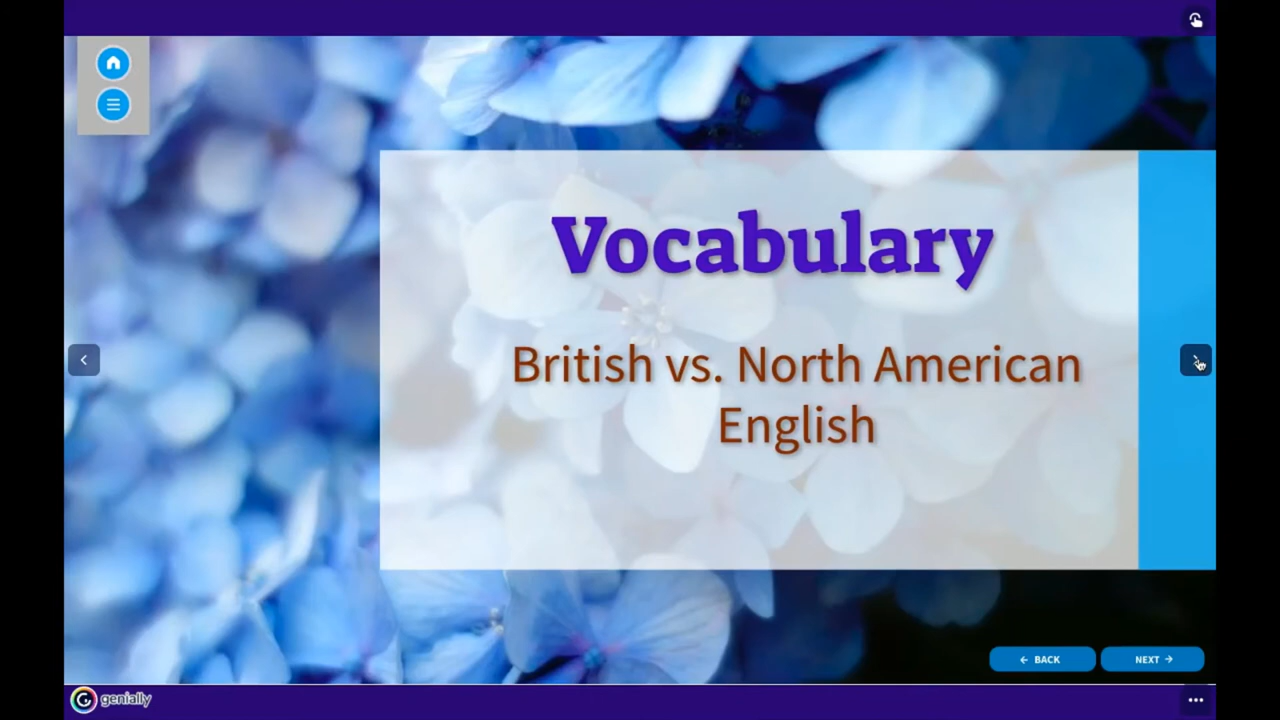 Vocabulary
British vs. North American
English
← BACK
NEXT →
genially